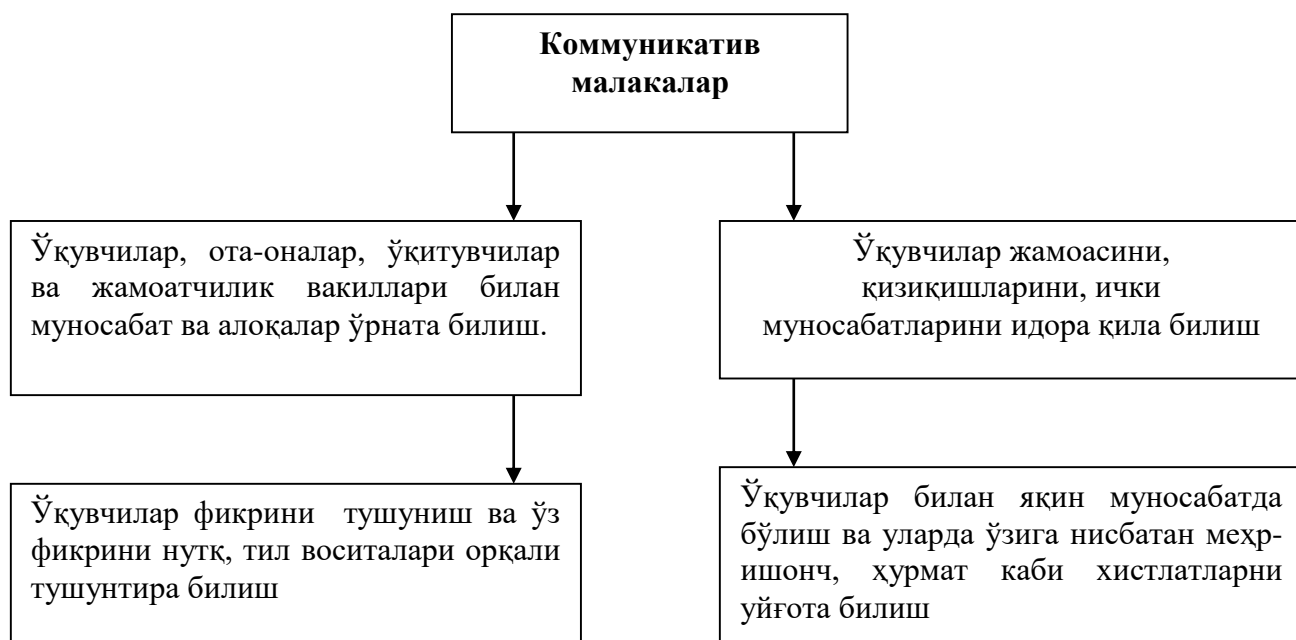 Коммуникатив
малакалар
Ўқувчилар, ота-оналар, ўқитувчилар
ва жамоатчилик вакиллари билан
муносабат ва алоқалар ўрната билиш.
Ўқувчилар жамоасини,
қизиқишларини, ички
муносабатларини идора қила билиш
Ўқувчилар фикрини тушуниш ва ўз
фикрини нутқ, тил воситалари орқали
тушунтира билиш
Ўқувчилар билан яқин муносабатда
бўлиш ва уларда ўзига нисбатан меҳр-
ишонч, ҳурмат каби хистлатларни
уйғота билиш